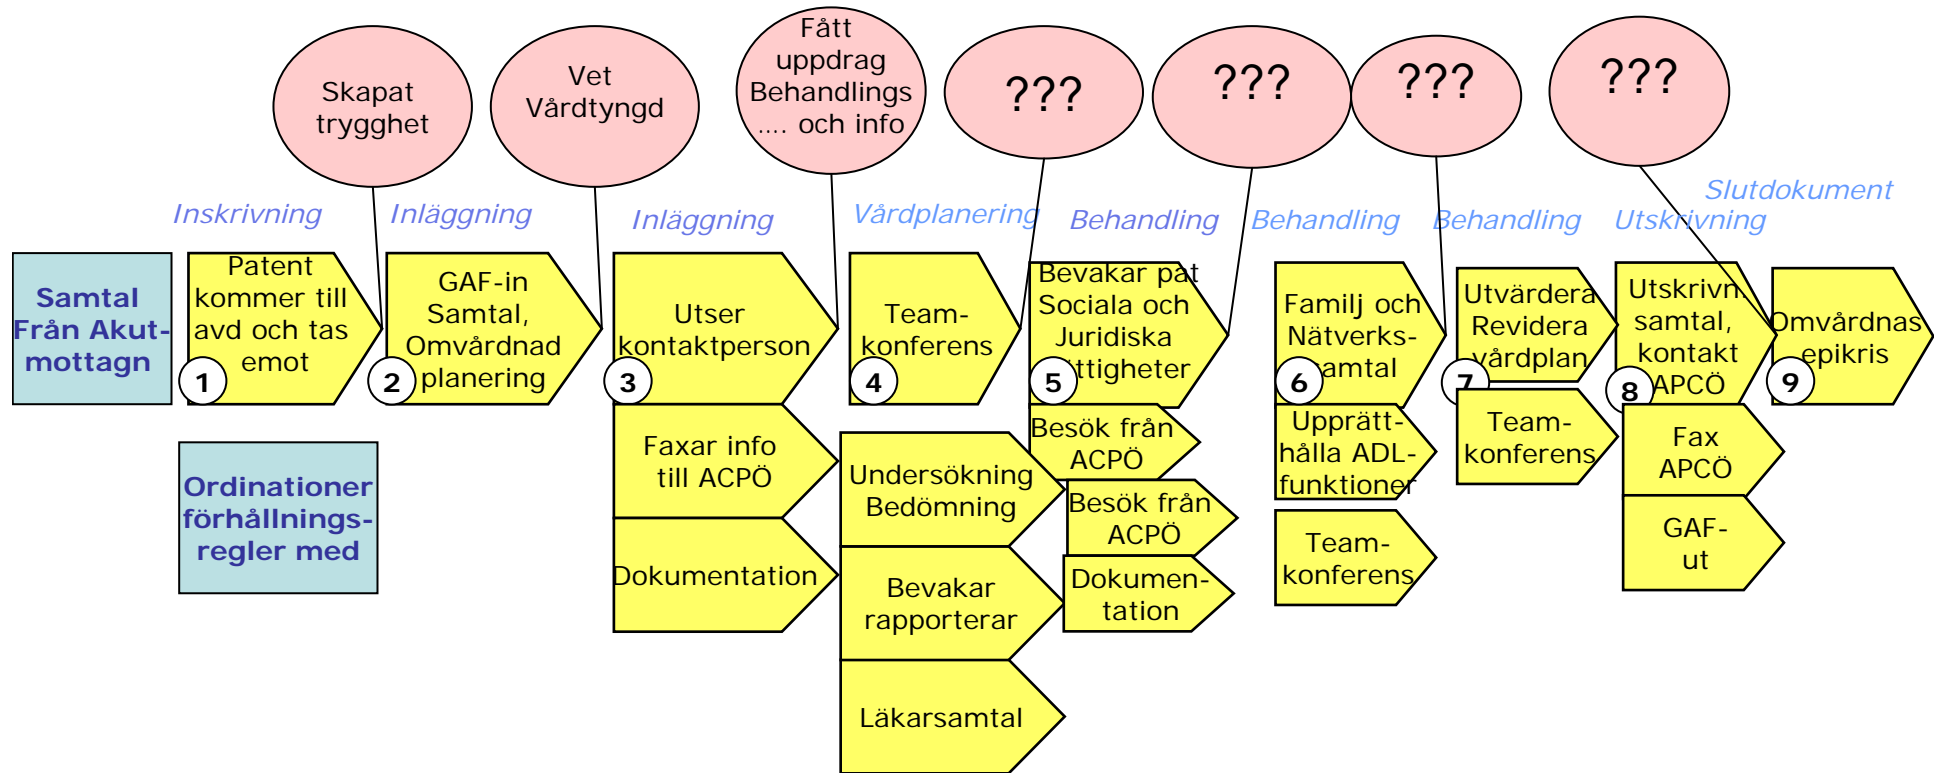 Skapat
trygghet
Vet
Vårdtyngd
Fått
uppdrag
Behandlings
.... och info
???
???
???
???
Inskrivning
Inläggning
Inläggning
Vårdplanering
Behandling
Behandling
Behandling
Utskrivning
Slutdokument
Samtal
Från Akut-
mottagn
Patent
kommer till
avd och tas
emot
1
GAF-in
Samtal,
Omvårdnad
planering
2
Utser
kontaktperson
3
Team-
konferens
4
Bevakar pat
Sociala och
Juridiska
ättigheter
5
Familj och
Nätverks-
samtal
6
Utvärdera
Revidera
vårdplan
7
Utskrivn.
samtal,
kontakt
APCÖ
8
Omvårdnas
epikris
9
Ordinationer
förhållnings-
regler med
Faxar info
till ACPÖ
Dokumentation
Undersökning
Bedömning
Bevakar
rapporterar
Läkarsamtal
Besök från
ACPÖ
Besök från
ACPÖ
Dokumen-
tation
Upprätt-
hålla ADL-
funktioner
Team-
konferens
Team-
konferens
Fax
APCÖ
GAF-
ut